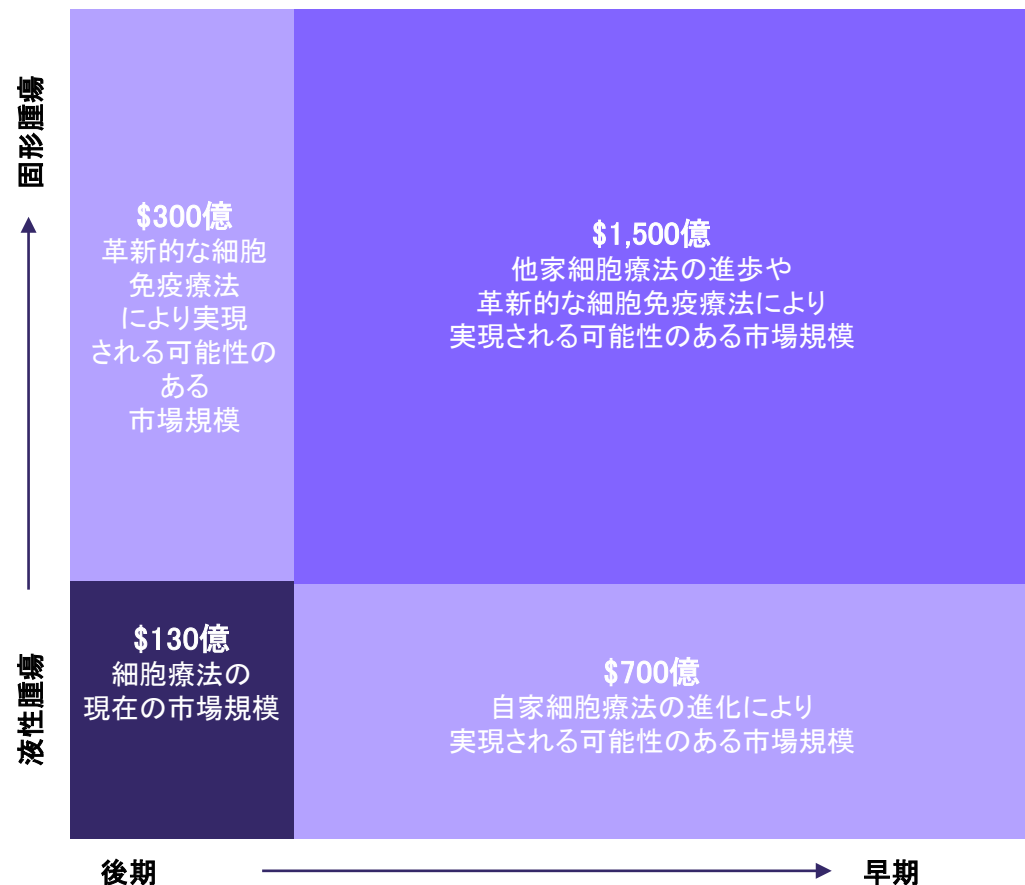 固形腫瘍
$300億
革新的な細胞
免疫療法
により実現
される可能性の
ある
市場規模
$1,500億
他家細胞療法の進歩や
革新的な細胞免疫療法により
実現される可能性のある市場規模
液性腫瘍
$130億
細胞療法の
現在の市場規模
$700億
自家細胞療法の進化により
実現される可能性のある市場規模
後期
早期